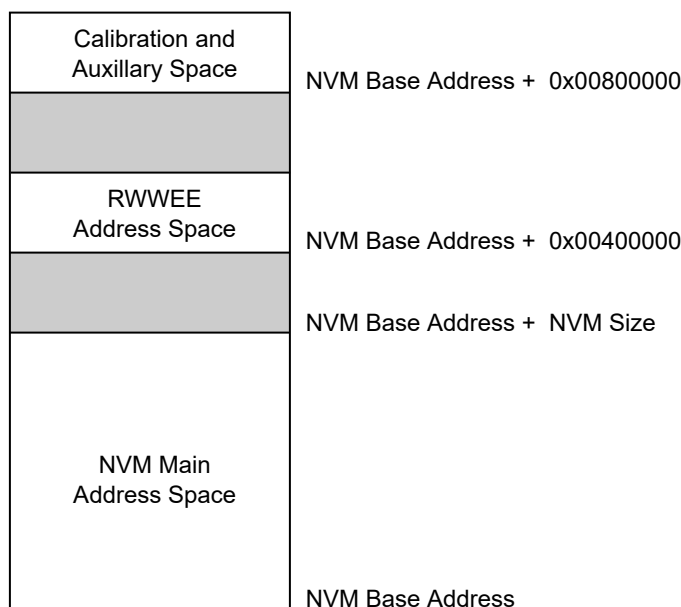 Calibration and
Auxillary Space
NVM Base Address + 0x00800000
RWWEE
Address Space
NVM Base Address + 0x00400000
NVM Base Address + NVM Size
NVM Main
Address Space
NVM Base Address